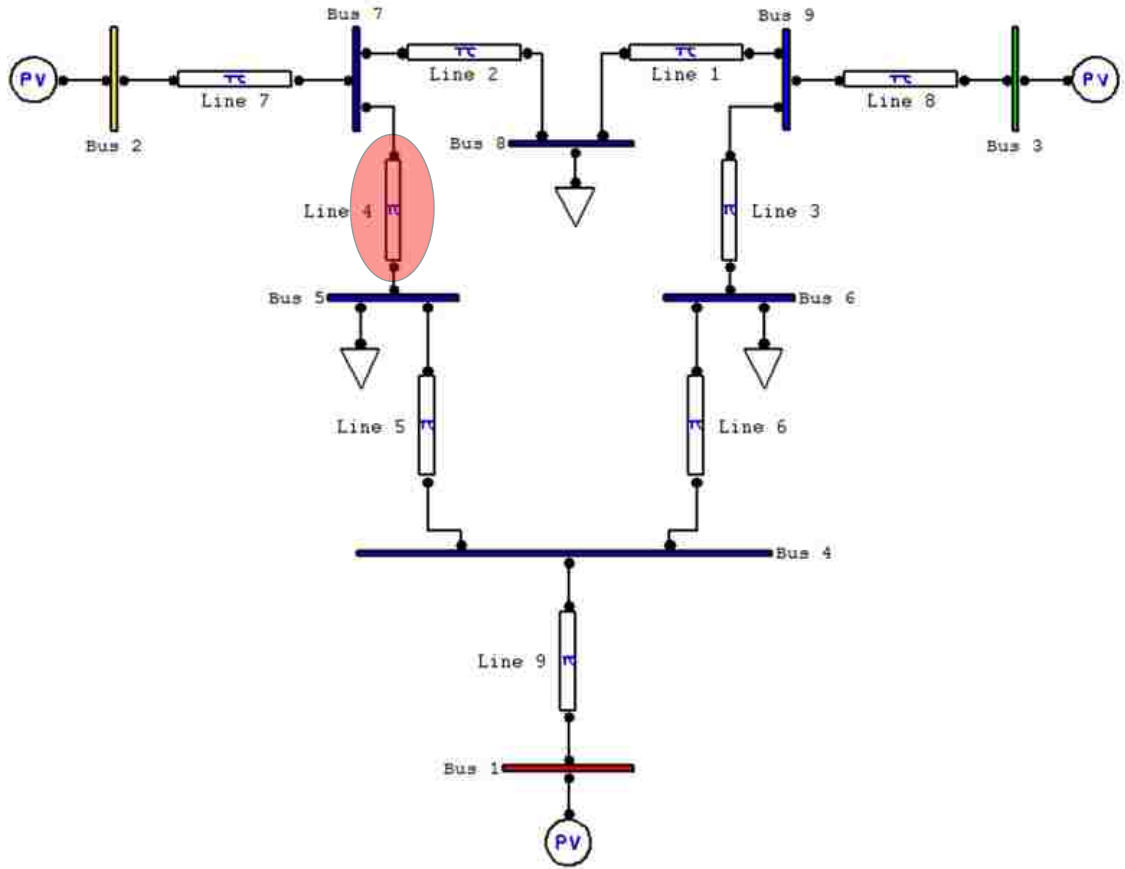 Bus 7
Bus 9
PV
Line 7
Line 2
Line 1
Line 8
PV
Bus 2
Bus 8
Bus 3
Line 4
Line 3
Bus 5
Bus 6
Line 5
Line 6
Bus 4
Line 9
Bus 1
PV